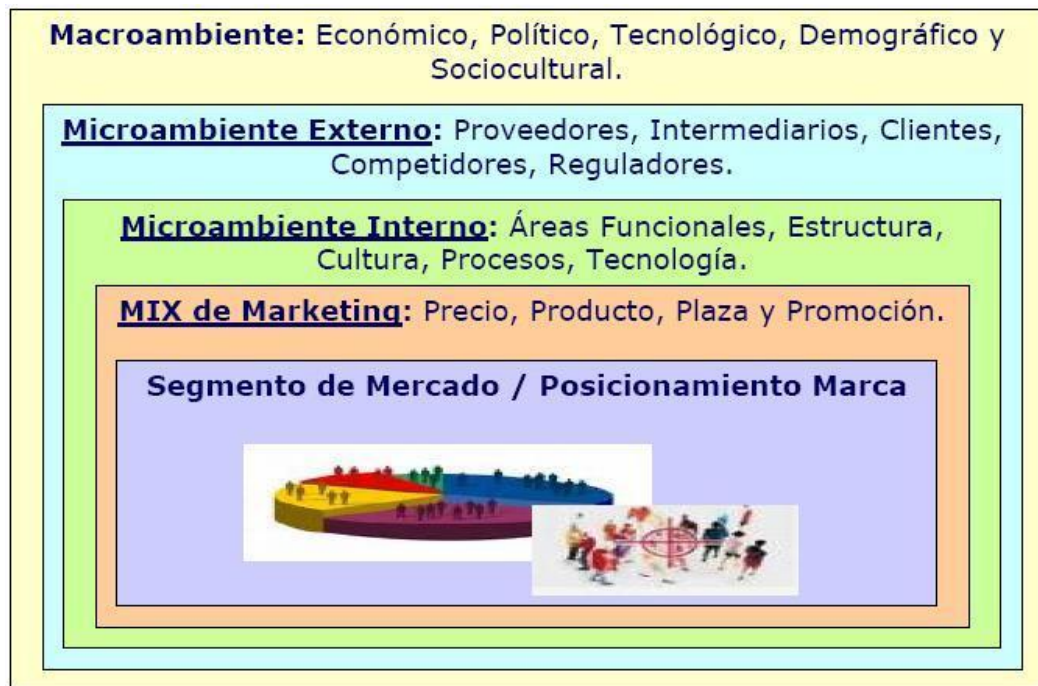 Macroambiente: Económico, Político, Tecnológico, Demográfico y
Sociocultural.
Microambiente Externo: Proveedores, Intermediarios, Clientes,
Competidores, Reguladores.
Microambiente Interno: Áreas Funcionales, Estructura,
Cultura, Procesos, Tecnología.
MIX de Marketing: Precio, Producto, Plaza y Promoción.
Segmento de Mercado / Posicionamiento Marca